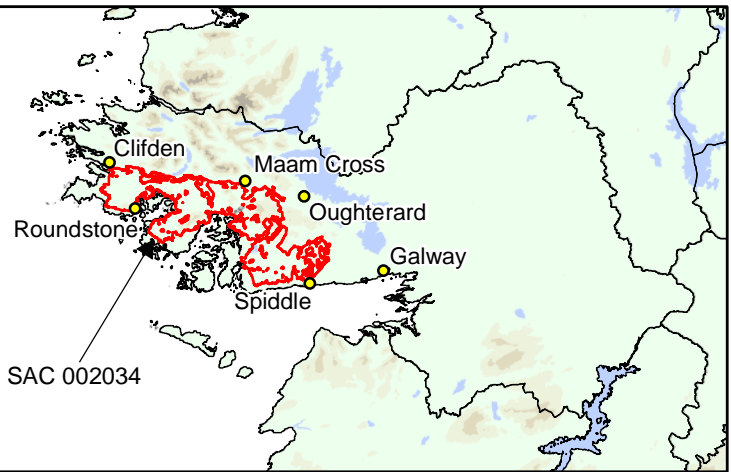 Clifden
Maam Cross
Oughterard
Roundstone
Galway
Spiddle
SAC 002034